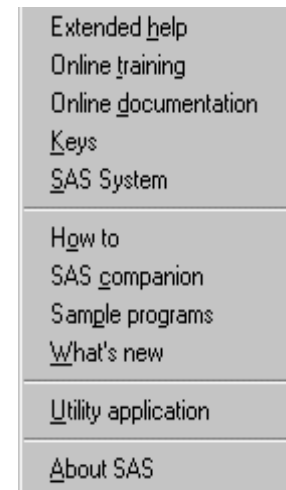 Extended help
Online training
Online documentation
Keys
SAS System
How to
SAS companion
Sample programs
What's new
Utility application
About SAS